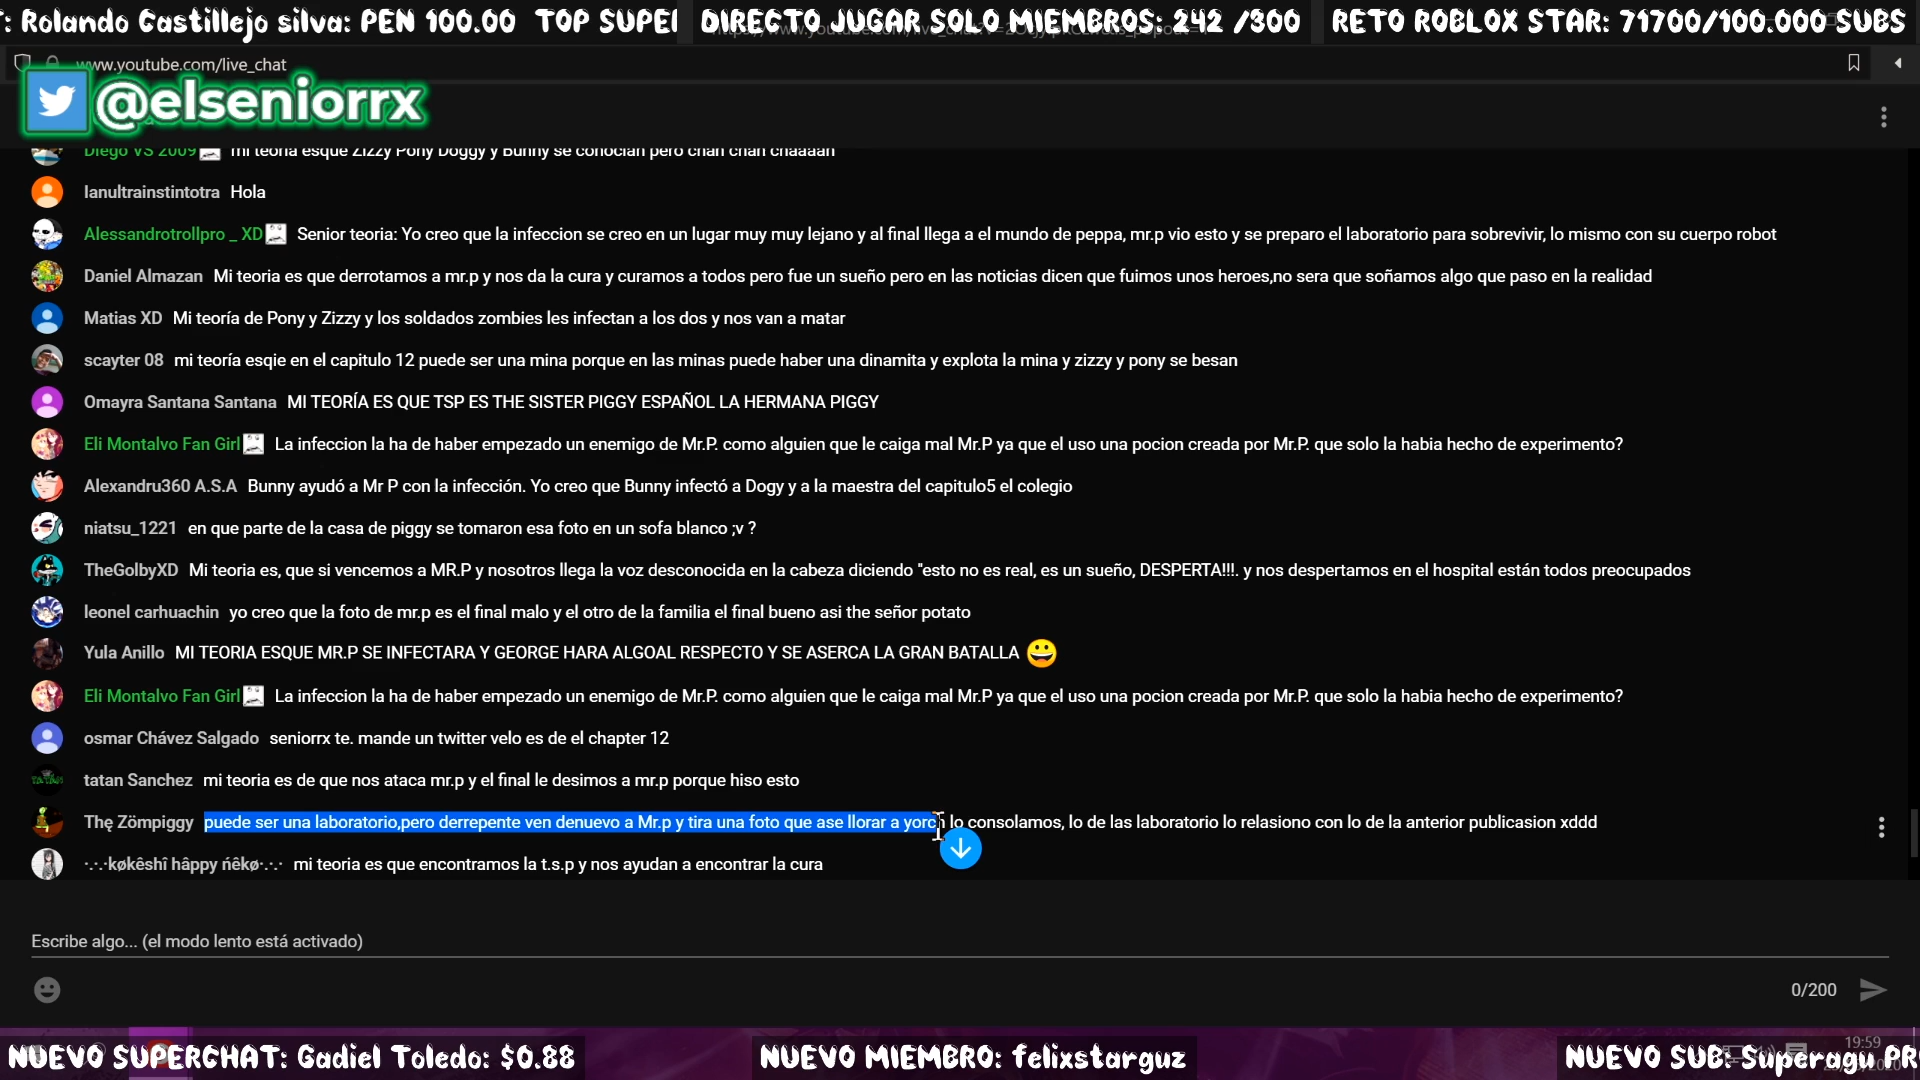 : Rolando Castillejo silva: PEN 100.00 TOP SUPE
DIRECTO JUGAR SOLO MIEMBROS: 242 /300
RETO ROBLOX STAR: 71700/100.000 SUBS
www.youtube.com/live_chat
@elseniorrx
Diego VS 2009 mi teoria esque Zizzy Pony Doggy y Bunny se conocian pero chan chan chaaaan
Ianultrainstintotra Hola
Alessandrotrollpro _ XD Senior teoria: Yo creo que la infeccion se creo en un lugar muy muy lejano y al final llega a el mundo de peppa, mr.p vio esto y se preparo el laboratorio para sobrevivir, lo mismo con su cuerpo robot
Daniel Almazan Mi teoria es que derrotamos a mr.p y nos da la cura y curamos a todos pero fue un sueño pero en las noticias dicen que fuimos unos heroes,no sera que soñamos algo que paso en la realidad
Matias XD Mi teoría de Pony y Zizzy y los soldados zombies les infectan a los dos y nos van a matar
scayter 08 mi teoría esqie en el capitulo 12 puede ser una mina porque en las minas puede haber una dinamita y explota la mina y zizzy y pony se besan
Omayra Santana Santana MI TEORÍA ES QUE TSP ES THE SISTER PIGGY ESPAÑOL LA HERMANA PIGGY
Eli Montalvo Fan Girl La infeccion la ha de haber empezado un enemigo de Mr.P. como alguien que le caiga mal Mr.P ya que el uso una pocion creada por Mr.P. que solo la habia hecho de experimento?
Alexandru360 A.S.A Bunny ayudó a Mr P con la infección. Yo creo que Bunny infectó a Dogy y a la maestra del capitulo5 el colegio
niatsu_1221 en que parte de la casa de piggy se tomaron esa foto en un sofa blanco ;v ?
TheGolbyXD Mi teoria es, que si vencemos a MR.P y nosotros llega la voz desconocida en la cabeza diciendo "esto no es real, es un sueño, DESPERTA!!!. y nos despertamos en el hospital están todos preocupados
leonel carhuachin yo creo que la foto de mr.p es el final malo y el otro de la familia el final bueno asi the señor potato
Yula Anillo MI TEORIA ESQUE MR.P SE INFECTARA Y GEORGE HARA ALGOAL RESPECTO Y SE ASERCA LA GRAN BATALLA 😀
Eli Montalvo Fan Girl La infeccion la ha de haber empezado un enemigo de Mr.P. como alguien que le caiga mal Mr.P ya que el uso una pocion creada por Mr.P. que solo la habia hecho de experimento?
osmar Chávez Salgado seniorrx te. mande un twitter velo es de el chapter 12
tatan Sanchez mi teoria es de que nos ataca mr.p y el final le desimos a mr.p porque hiso esto
Thę Zömpiggy puede ser una laboratorio,pero derrepente ven denuevo a Mr.p y tira una foto que ase llorar a yorch lo consolamos, lo de las laboratorio lo relasiono con lo de la anterior publicasion xddd
·.·.·køkêshî hâppy ńêkø·.·.· mi teoria es que encontramos la t.s.p y nos ayudan a encontrar la cura
Escribe algo... (el modo lento está activado)
0/200
19:59
NUEVO SUPERCHAT: Gadiel Toledo: $0.88
NUEVO MIEMBRO: felixstarguz
NUEVO SUB: Superagu PR